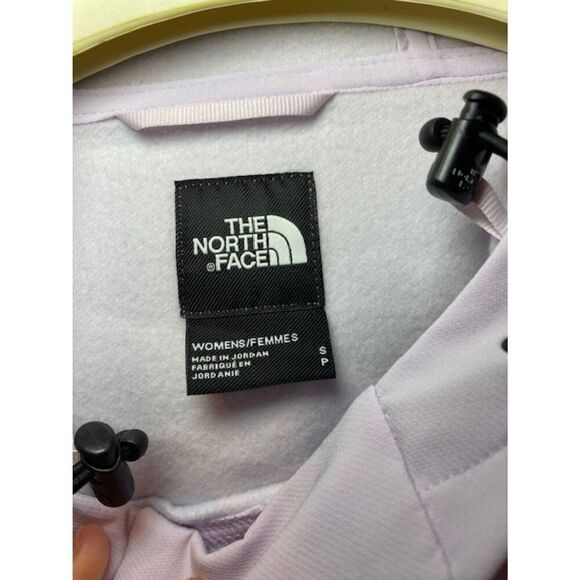 THE
NORTH
®FACE
WOMENS/FEMMES
MADE IN JORDAN
FABRIQUÉ EN
JORDANIE
S
P